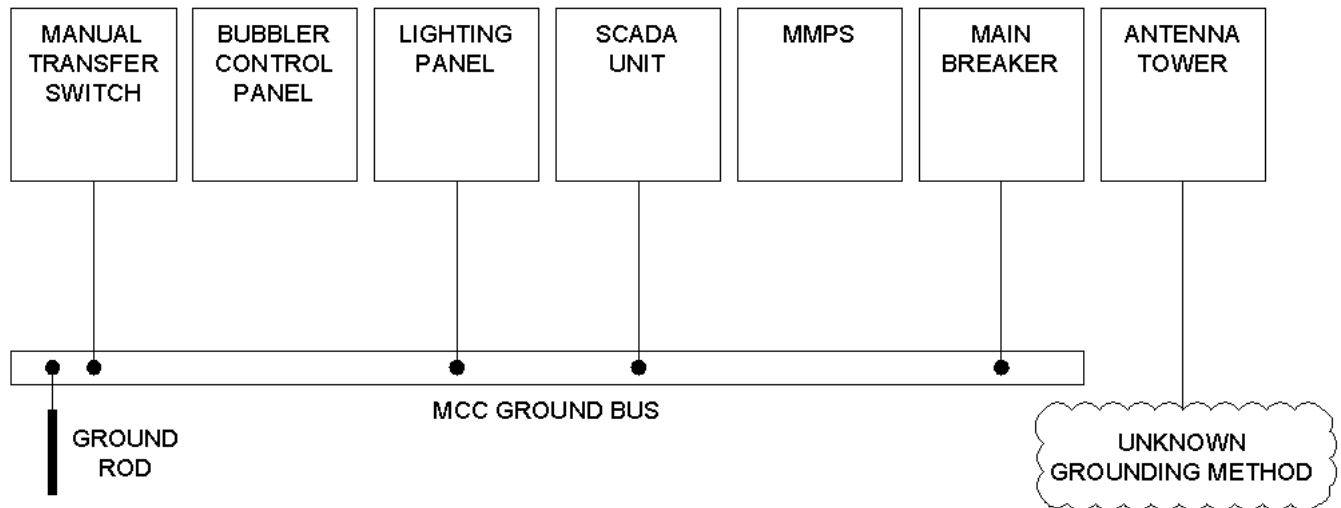 MANUAL
TRANSFER
SWITCH
BUBBLER
CONTROL
PANEL
LIGHTING
PANEL
SCADA
UNIT
MMPS
MAIN
BREAKER
ANTENNA
TOWER
MCC GROUND BUS
GROUND
ROD
UNKNOWN
GROUNDING METHOD